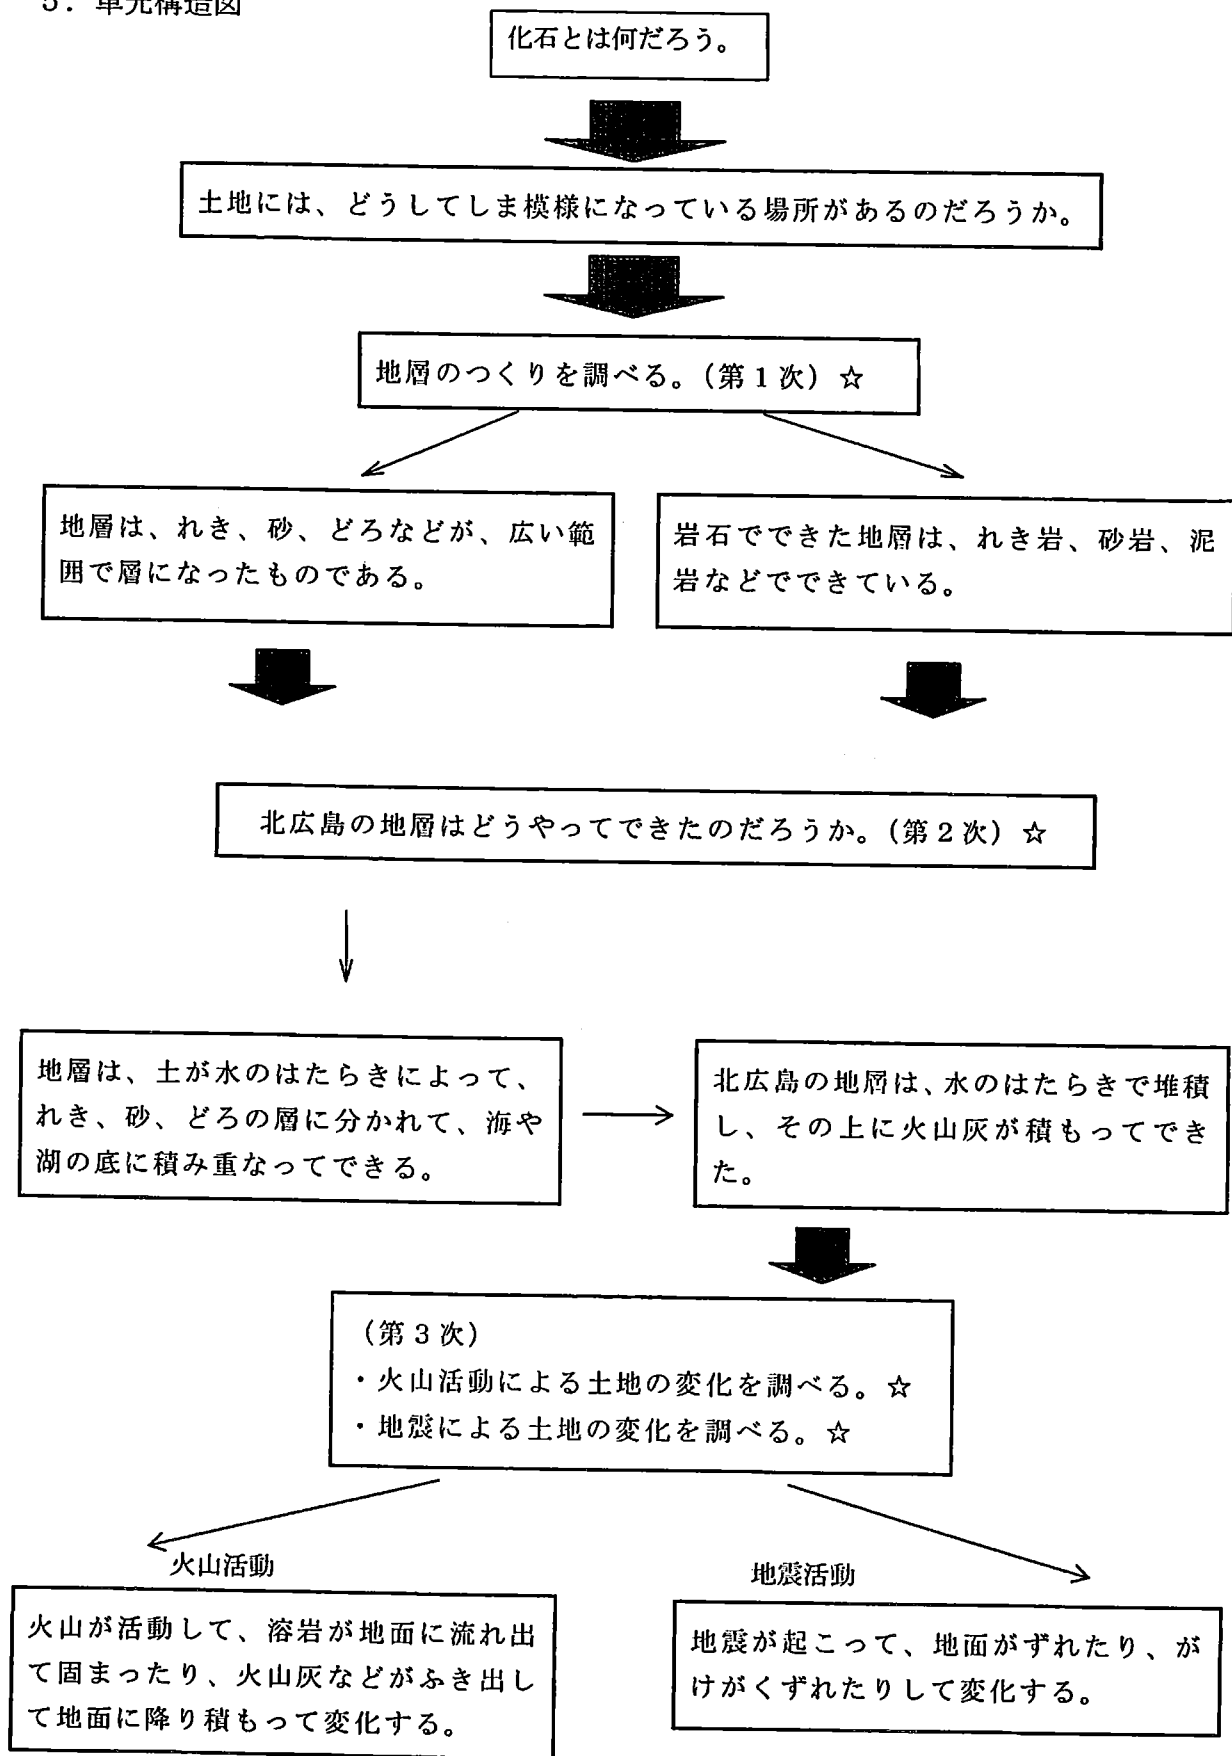 5．単元構造図
化石とは何だろう。
土地には、どうしてしま模様になっている場所があるのだろうか。
地層のつくりを調べる。（第1次）☆
地層は、れき、砂、どろなどが、広い範
囲で層になったものである。
岩石でできた地層は、れき岩、砂岩、泥
岩などでできている。
北広島の地層はどうやってできたのだろうか。（第2次）☆
地層は、土が水のはたらきによって、
れき、砂、どろの層に分かれて、海や
湖の底に積み重なってできる。
北広島の地層は、水のはたらきで堆積
し、その上に火山灰が積もってでき
た。
（第3次）
・火山活動による土地の変化を調べる。☆
・地震による土地の変化を調べる。☆
火山活動
火山が活動して、溶岩が地面に流れ出
て固まったり、火山灰などがふき出し
て地面に降り積もって変化する。
地震活動
地震が起こって、地面がずれたり、が
けがくずれたりして変化する。